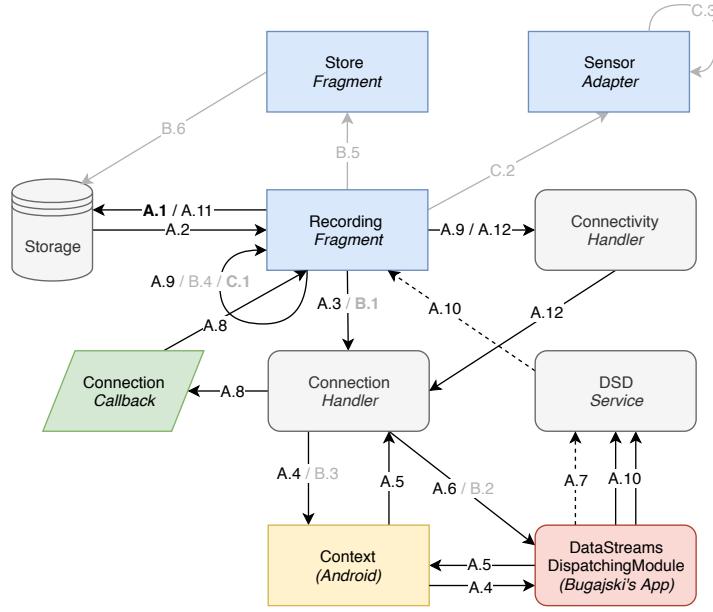 C.3
Store
Fragment
Sensor
Adapter
B.6
B.5
C.2
Storage
A.1 / A.11
A.2
Recording
Fragment
A.9 / A.12
Connectivity
Handler
A.9 / B.4 / C.1
A.3 / B.1
A.10
A.12
A.8
Connection
Callback
A.8
Connection
Handler
DSD
Service
A.4 / B.3
A.5
A.6 / B.2
A.7
A.10
Context
(Android)
A.5
A.4
DataStreams
DispatchingModule
(Bugajski's App)